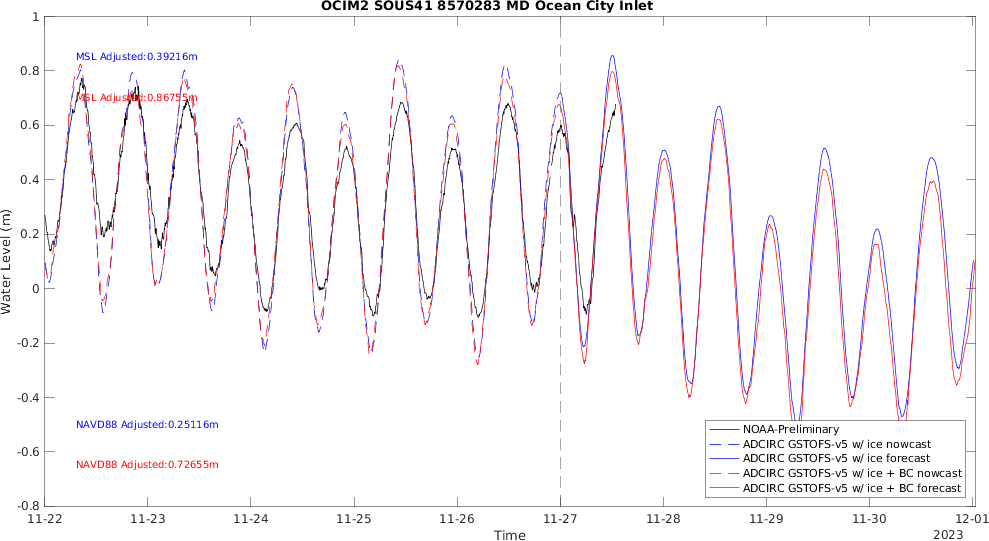 OCIM2 SOUS41 8570283 MD Ocean City Inlet
1
0.8
0.6
0.4
0.2
0
-0.2
-0.4
-0.6
-0.8
Water Level (m)
MSL Adjusted:0.39216m
MSL Adjusted:0.86755m
NAVD88 Adjusted:0.25116m
NAVD88 Adjusted:0.72655m
NOAA-Preliminary
ADCIRC GSTOFS-v5 w/ ice nowcast
ADCIRC GSTOFS-v5 w/ ice forecast
ADCIRC GSTOFS-v5 w/ ice + BC nowcast
ADCIRC GSTOFS-v5 w/ ice + BC forecast
11-22 11-23 11-24 11-25 11-26 11-27 11-28 11-29 11-30 12-01
Time
2023